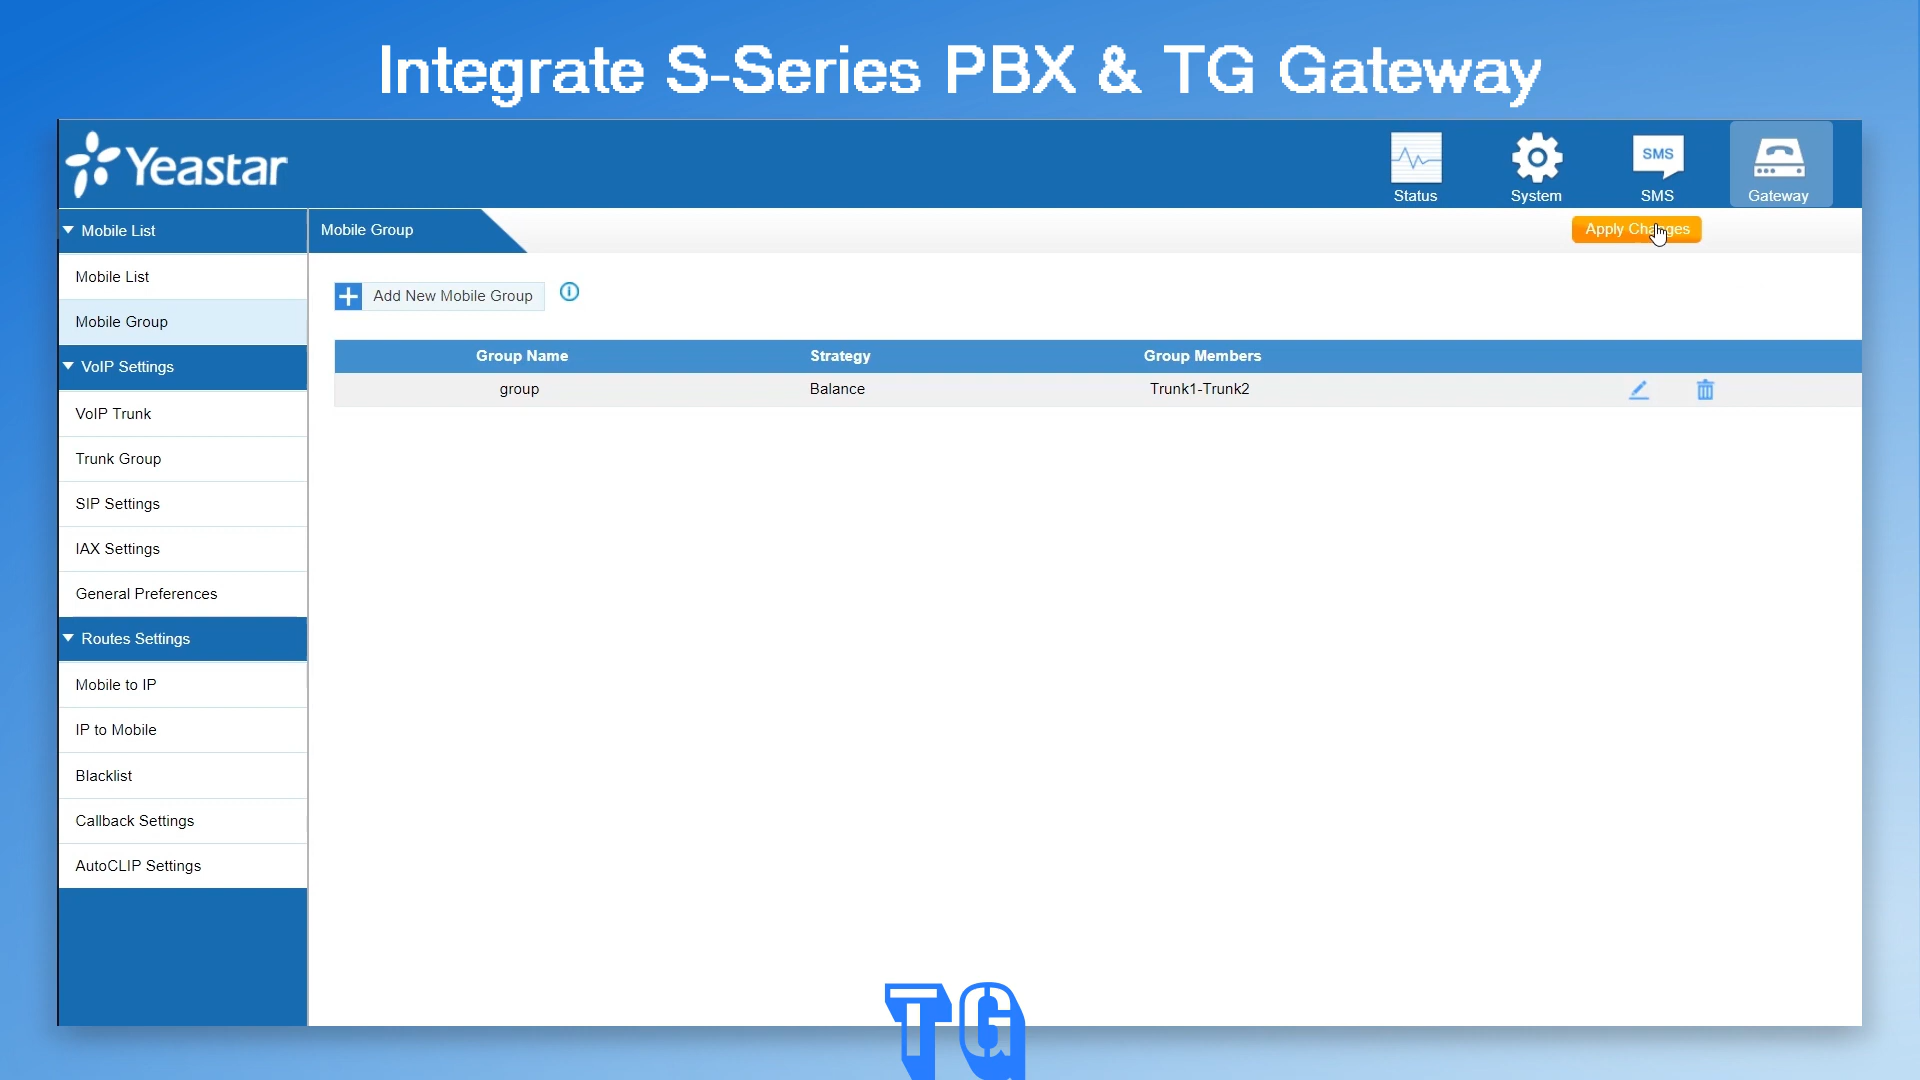 Integrate S-Series PBX & TG Gateway
Yeastar
Status
System
SMS
SMS
Gateway
Mobile List
Mobile Group
Apply Changes
Mobile List
Mobile Group
VoIP Settings
VoIP Trunk
Trunk Group
SIP Settings
IAX Settings
General Preferences
Routes Settings
Mobile to IP
IP to Mobile
Blacklist
Callback Settings
AutoCLIP Settings
Add New Mobile Group
Group Name Strategy Group Members
group Balance Trunk1-Trunk2
TG